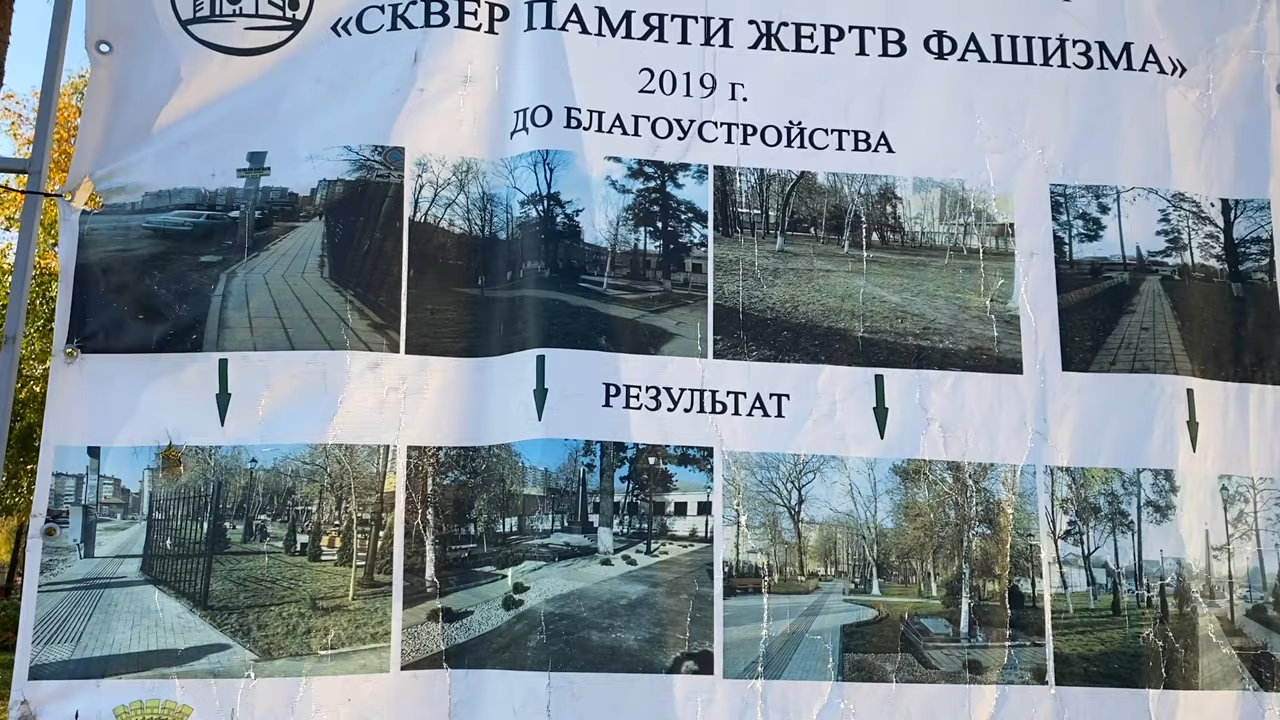 «СКВЕР ПАМЯТИ ЖЕРТВ ФАШИЗМА»
2019 г.
ДО БЛАГОУСТРОЙСТВА
РЕЗУЛЬТАТ